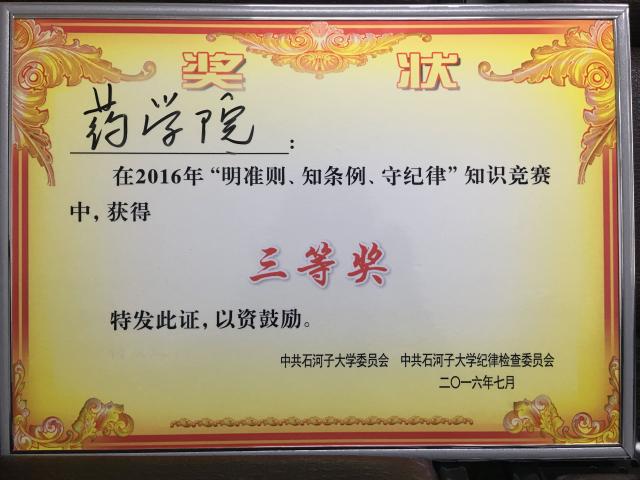 奖 状
药学院：
在2016年“明准则、知条例、守纪律”知识竞赛
中，获得
三等奖
特发此证，以资鼓励。
中共石河子大学委员会 中共石河子大学纪律检查委员会
二〇一六年七月